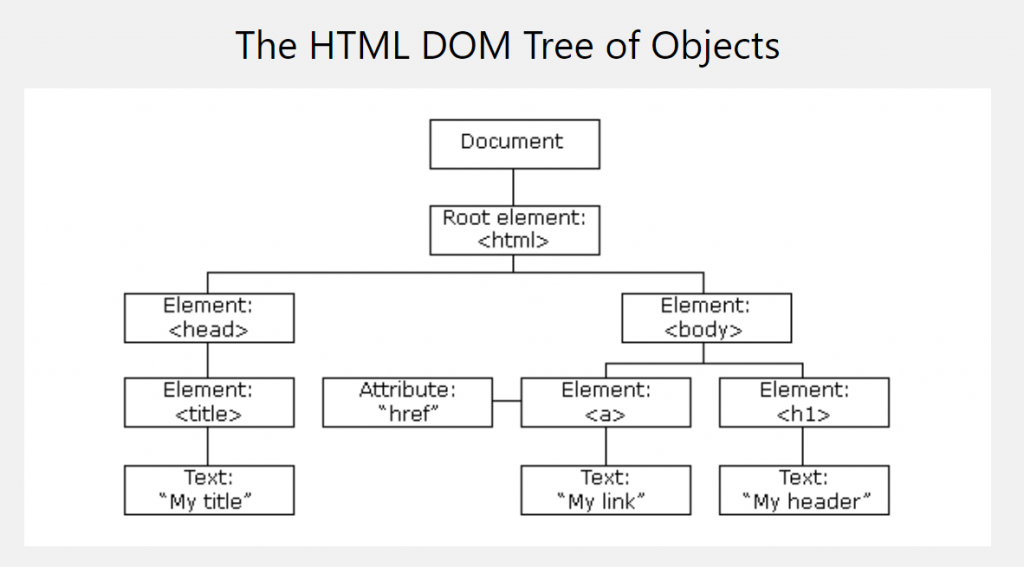 The HTML DOM Tree of Objects
Document
Root element:
<html>
Element:
<head>
Element:
<body>
Element:
<title>
Attribute:
“href”
Element:
<a>
Element:
<h1>
Text:
“My title”
Text:
“My link”
Text:
“My header”